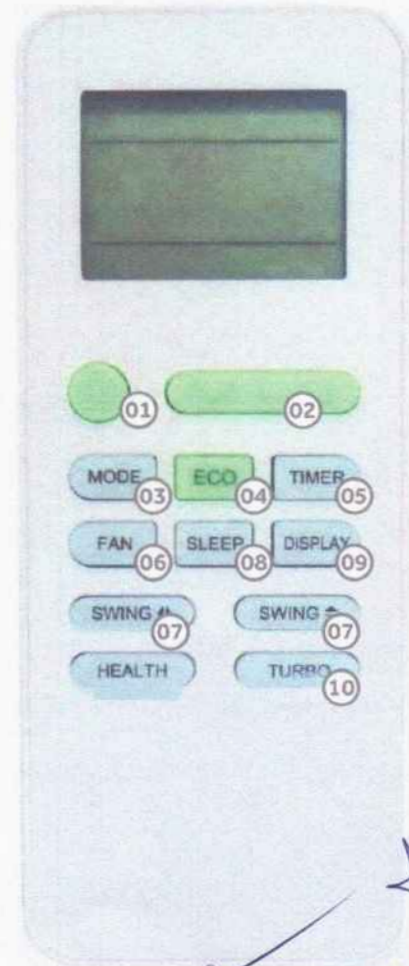 01 02
MODE 03 ECO 04 TIMER 05
FAN 06 SLEEP 08 DISPLAY 09
SWING 07 SWING 07
HEALTH TURBO 10